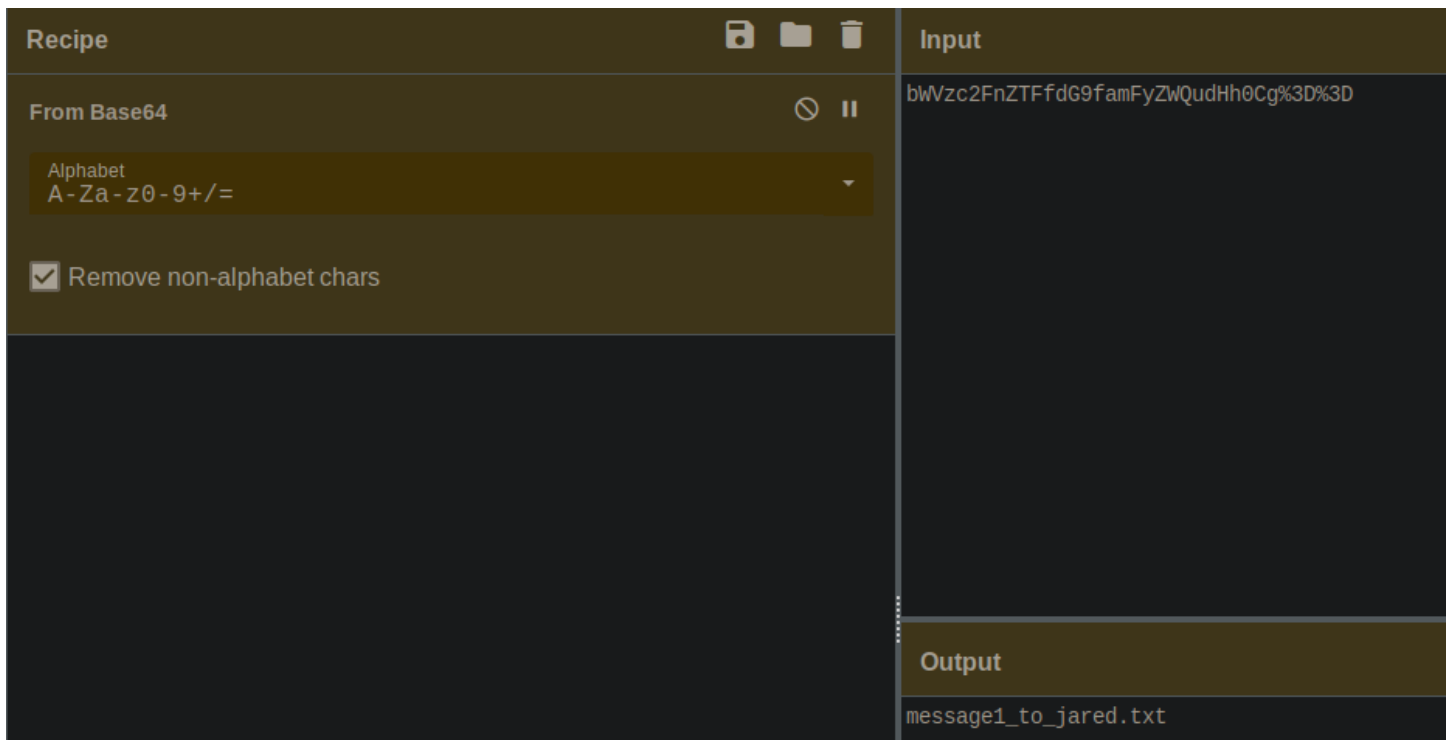 Recipe
From Base64
Alphabet
A-Za-z0-9+/=
Remove non-alphabet chars
Input
bWVzc2FnZTFfdG9famFyZWQudHh0Cg%3D%3D
Output
message1_to_jared.txt